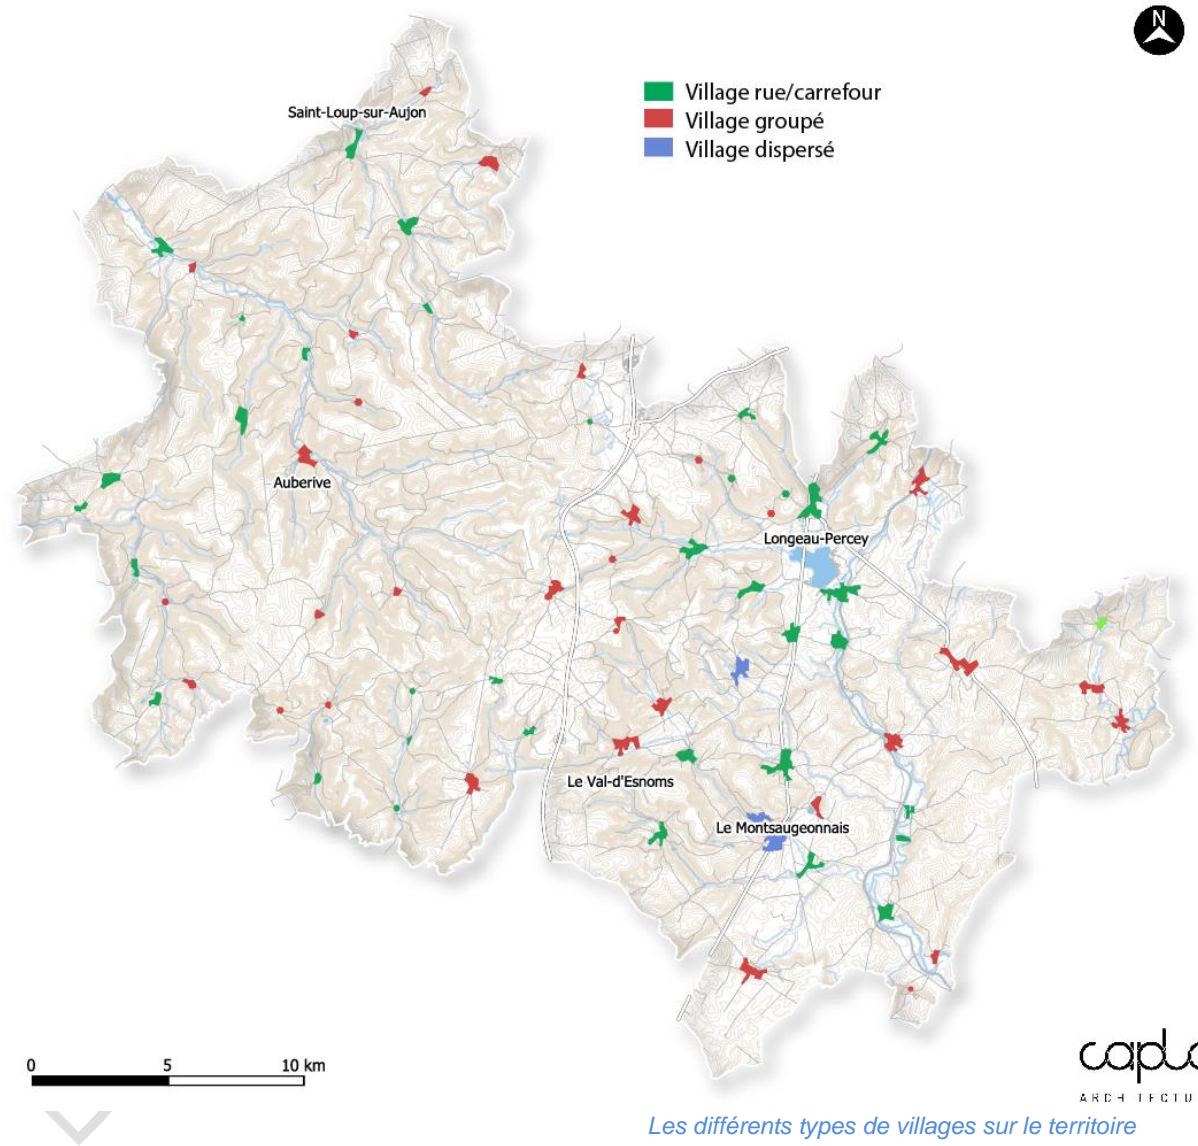 N
Village rue/carrefour
Village groupé
Village dispersé
Saint-Loup-sur-Aujon
Auberive
Longeau-Percey
Le Val-d'Esnoms
Le Montsaugeonnais
0 5 10 km
Les différents types de villages sur le territoire